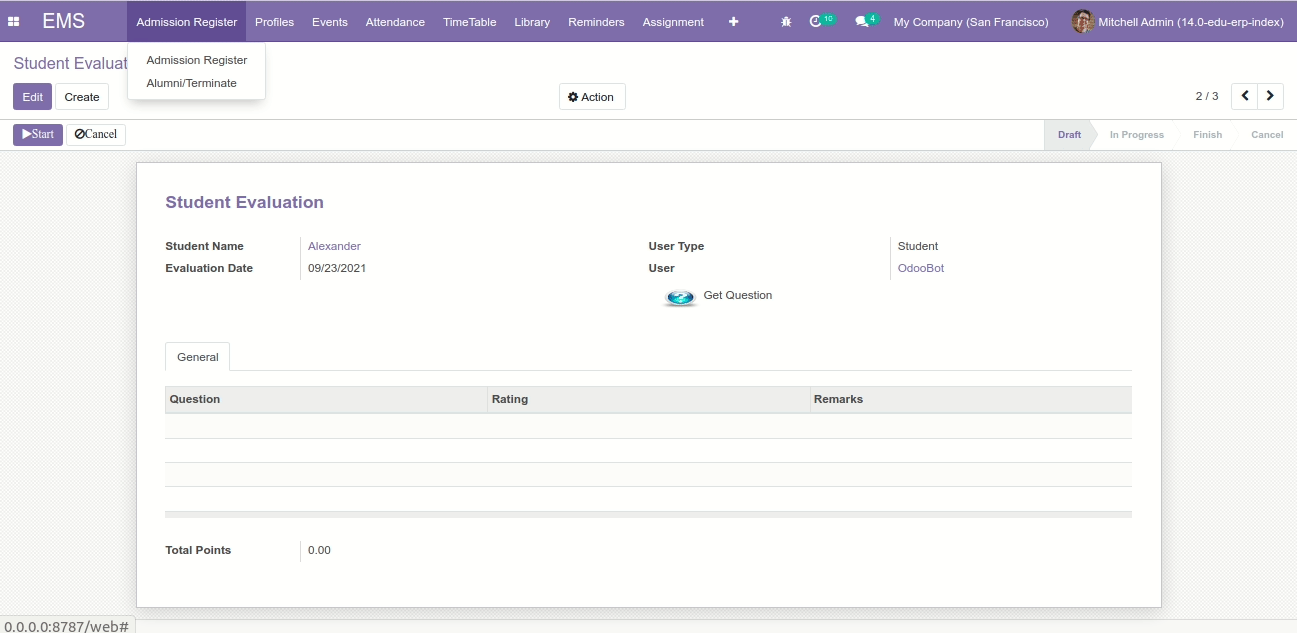 EMS Admission Register Profiles Events Attendance TimeTable Library Reminders Assignment 10 4 My Company (San Francisco) Mitchell Admin (14.0-edu-erp-index)
Admission Register
Alumni/Terminate
Student Evaluat
Edit Create Action 2 / 3
Start Cancel Draft In Progress Finish Cancel
Student Evaluation
Student Name Alexander User Type Student
Evaluation Date 09/23/2021 User OdooBot
Get Question
General
Question Rating Remarks
Total Points 0.00
0.0.0.0:8787/web#